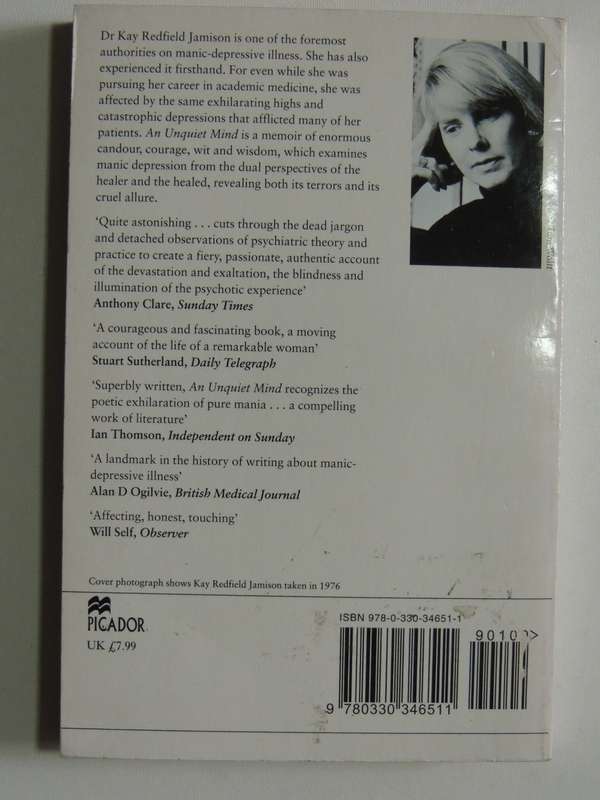 Dr Kay Redfield Jamison is one of the foremost
authorities on manic-depressive illness. She has also
experienced it firsthand. For even while she was
pursuing her career in academic medicine, she was
affected by the same exhilarating highs and
catastrophic depressions that afflicted many of her
patients. An Unquiet Mind is a memoir of enormous
candour, courage, wit and wisdom, which examines
manic depression from the dual perspectives of the
healer and the healed, revealing both its terrors and its
cruel allure.
‘Quite astonishing . . . cuts through the dead jargon
and detached observations of psychiatric theory and
practice to create a fiery, passionate, authentic account
of the devastation and exaltation, the blindness and
illumination of the psychotic experience’
Anthony Clare, Sunday Times
‘A courageous and fascinating book, a moving
account of the life of a remarkable woman’
Stuart Sutherland, Daily Telegraph
‘Superbly written, An Unquiet Mind recognizes the
poetic exhilaration of pure mania . . . a compelling
work of literature’
Ian Thomson, Independent on Sunday
‘A landmark in the history of writing about manic-
depressive illness’
Alan D Ogilvie, British Medical Journal
‘Affecting, honest, touching’
Will Self, Observer
Cover photograph shows Kay Redfield Jamison taken in 1976
PICADOR
UK £7.99
ISBN 978-0-330-34651-1
9 780330 346511